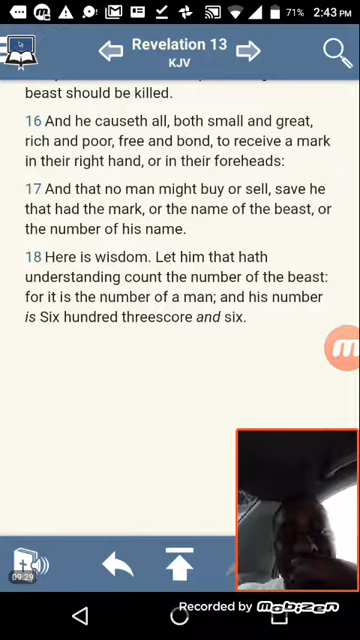 71% 2:43 PM
Revelation 13
KJV
beast should be killed.
16 And he causeth all, both small and great,
rich and poor, free and bond, to receive a mark
in their right hand, or in their foreheads:
17 And that no man might buy or sell, save he
that had the mark, or the name of the beast, or
the number of his name.
18 Here is wisdom. Let him that hath
understanding count the number of the beast:
for it is the number of a man; and his number
is Six hundred threescore and six.
09:29
Recorded by mobizen